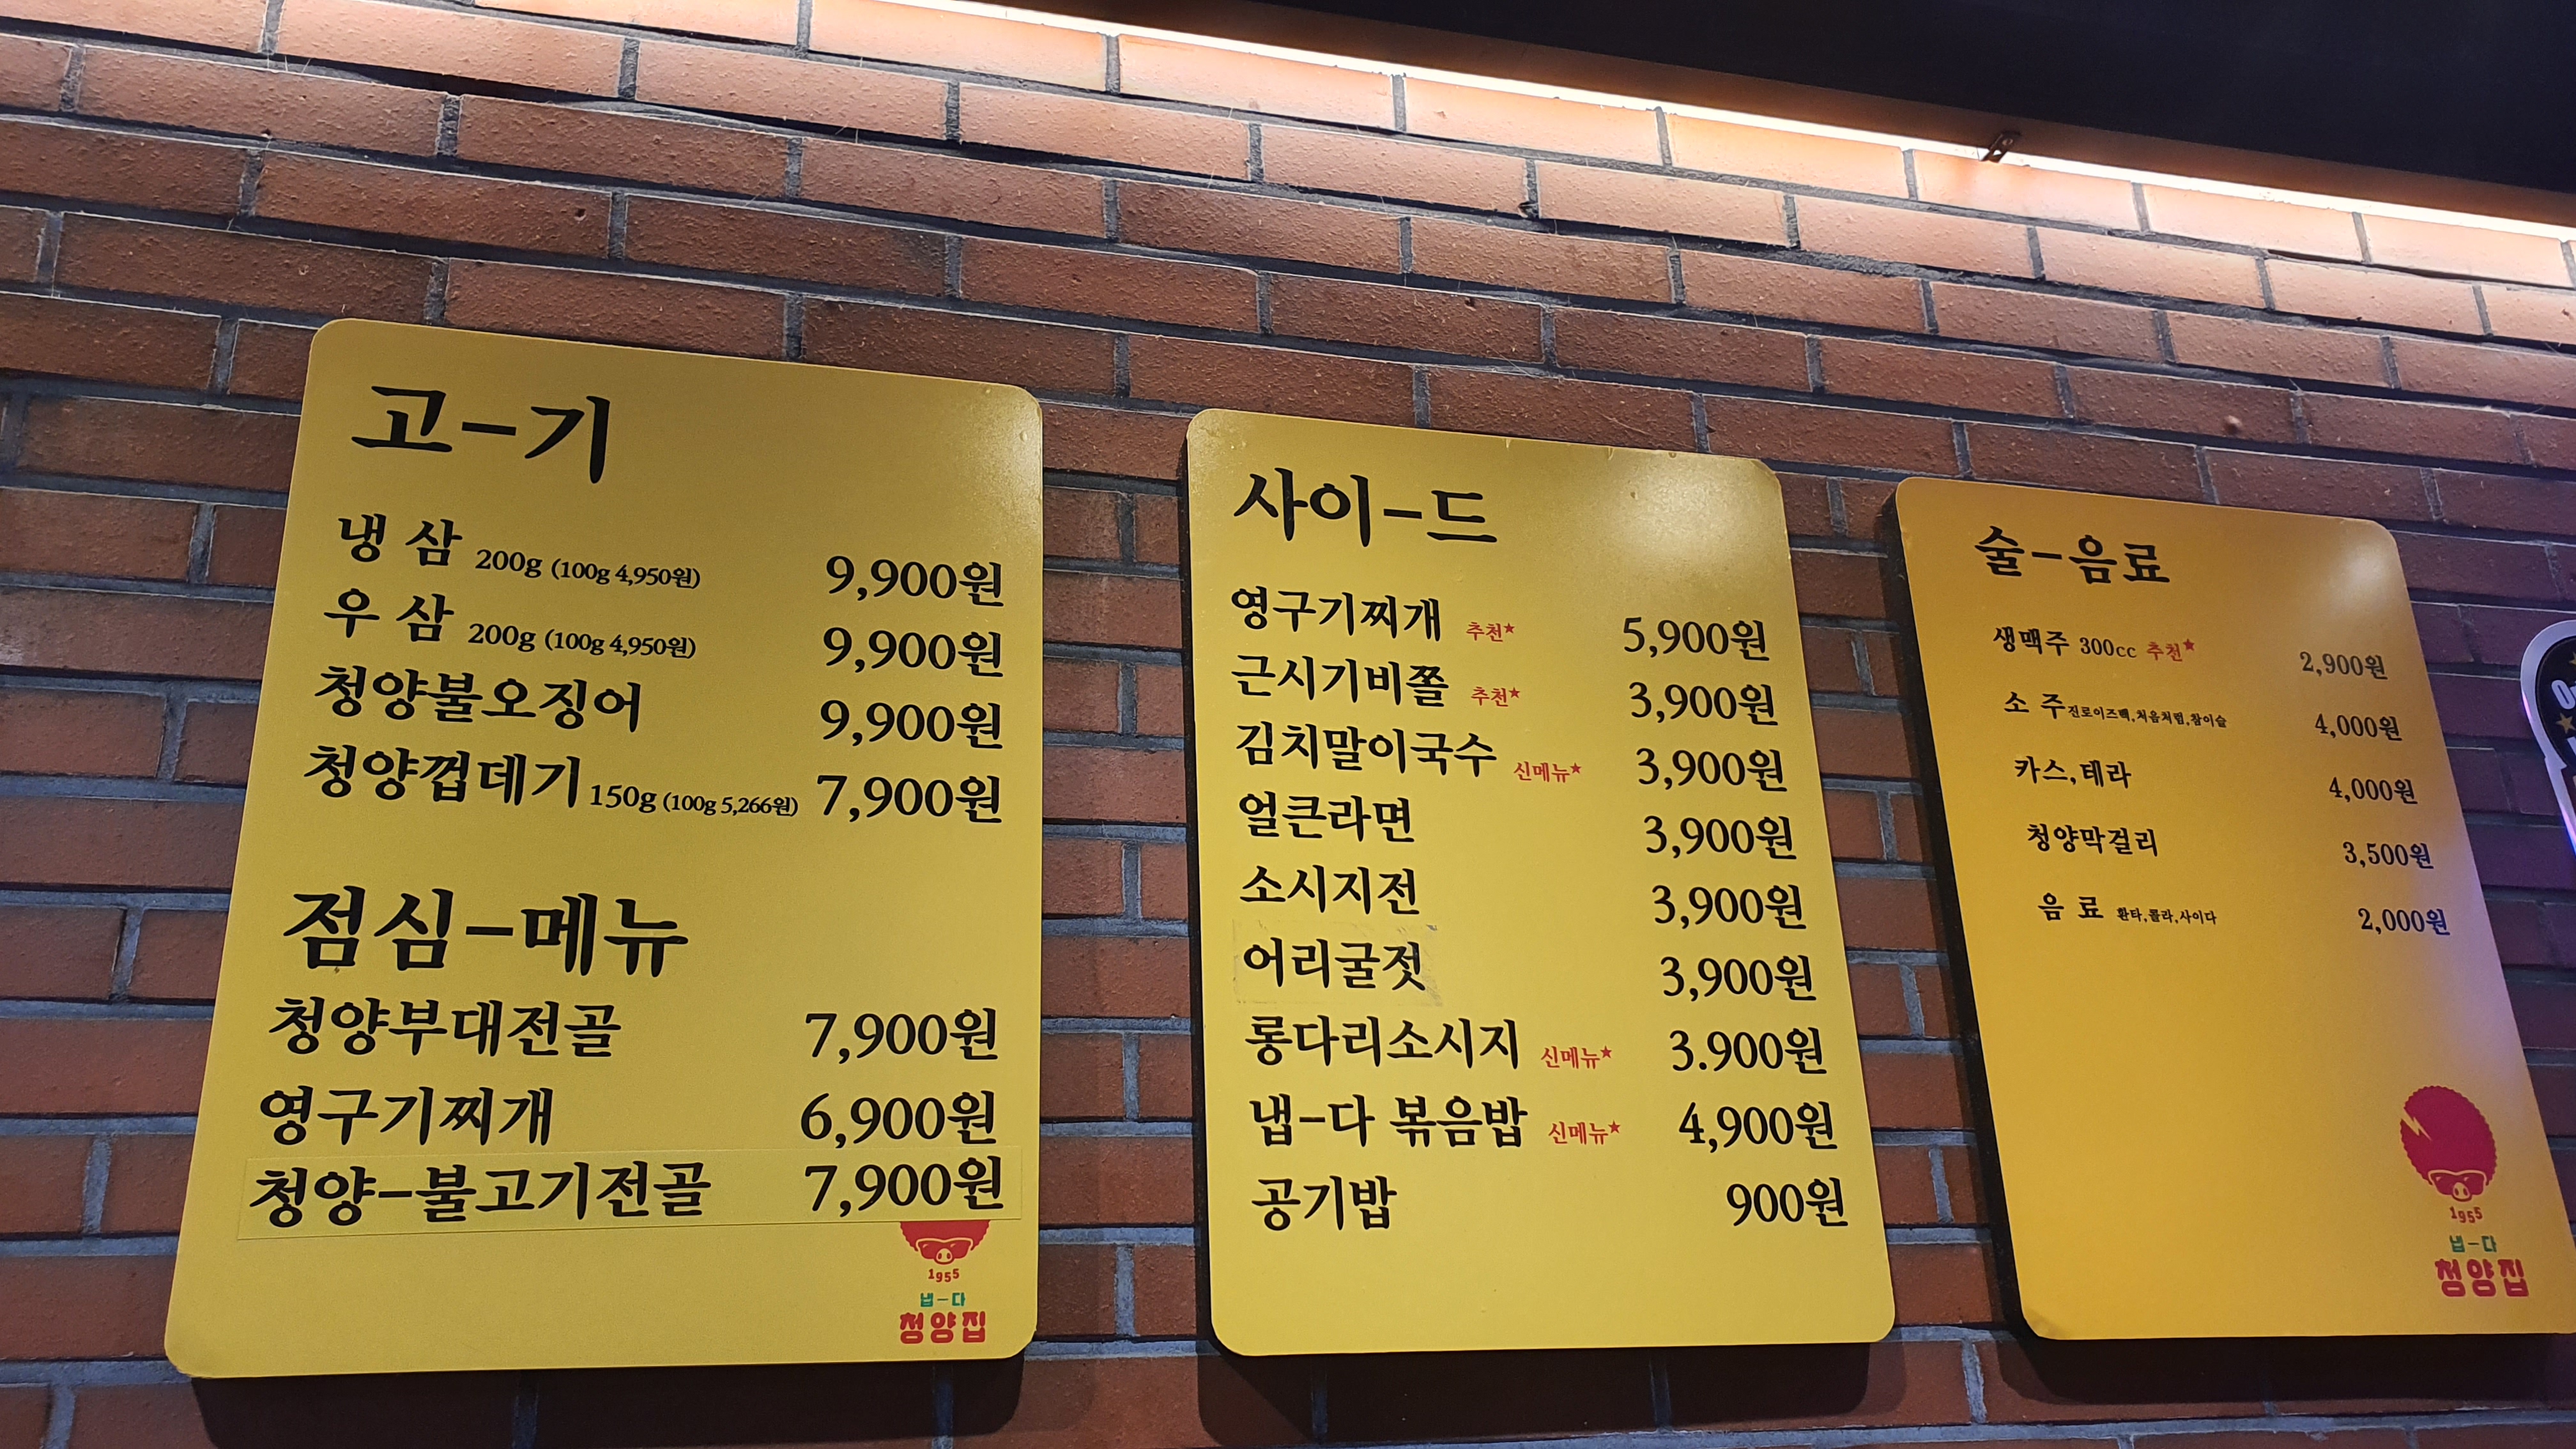 고-기
냉 삼 200g (100g 4,950원) 9,900원
우 삼 200g (100g 4,950원) 9,900원
청양불오징어 9,900원
청양껍데기 150g (100g 5,266원) 7,900원
점심-메뉴
청양부대전골 7,900원
영구기찌개 6,900원
청양-불고기전골 7,900원
1955
냅-다
청양집
사이-드
영구기찌개 추천★ 5,900원
근시기비쫄 추천★ 3,900원
김치말이국수 신메뉴★ 3,900원
얼큰라면 3,900원
소시지전 3,900원
어리굴젓 3,900원
롱다리소시지 신메뉴★ 3.900원
냅-다 볶음밥 신메뉴★ 4,900원
공기밥 900원
술-음료
생맥주 300cc 추천★ 2,900원
소 주 진로이즈백,처음처럼,참이슬 4,000원
카스,테라 4,000원
청양막걸리 3,500원
음 료 환타,콜라,사이다 2,000원
1955
냅-다
청양집